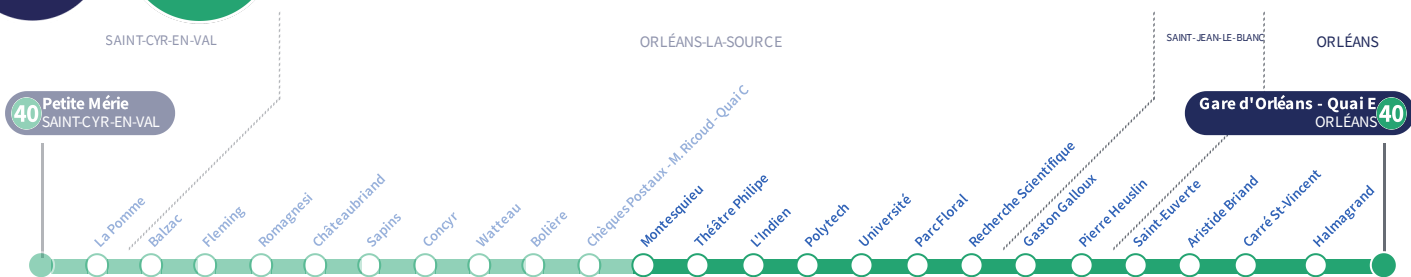 SAINT-CYR-EN-VAL
ORLÉANS-LA-SOURCE
SAINT-JEAN-LE-BLANC
ORLÉANS
40
Petite Mérie
SAINT-CYR-EN-VAL
Gare d'Orléans - Quai E
ORLÉANS
40
La Pomme
Balzac
Fleming
Romagnesi
Châteaubriand
Sapins
Concyr
Watteau
Bolière
Chèques Postaux - M. Ricoud - Quai C
Montesquieu
Théâtre Philipe
L'Indien
Polytech
Université
Parc Floral
Recherche Scientifique
Gaston Galloux
Pierre Heuslin
Saint-Euverte
Aristide Briand
Carré St-Vincent
Halmagrand